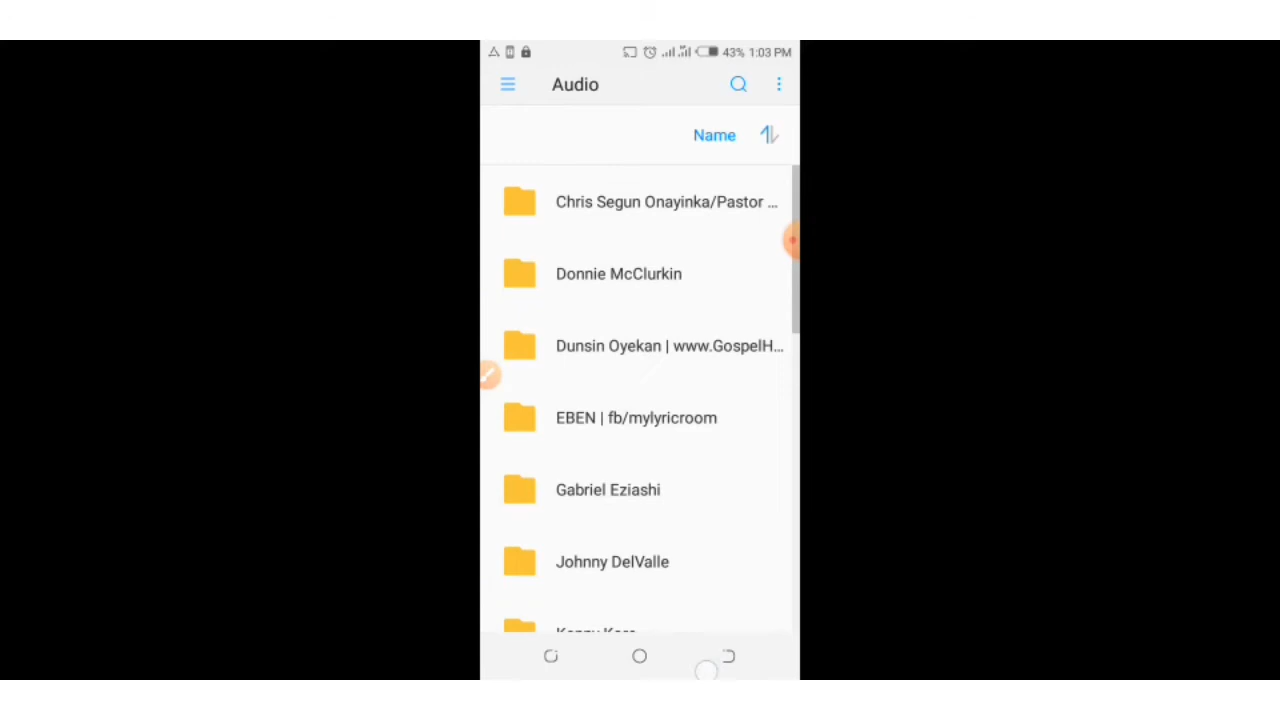 43% 1:03 PM
Audio
Name
Chris Segun Onayinka/Pastor ...
Donnie McClurkin
Dunsin Oyekan | www.GospelH...
EBEN | fb/mylyricroom
Gabriel Eziashi
Johnny DelValle